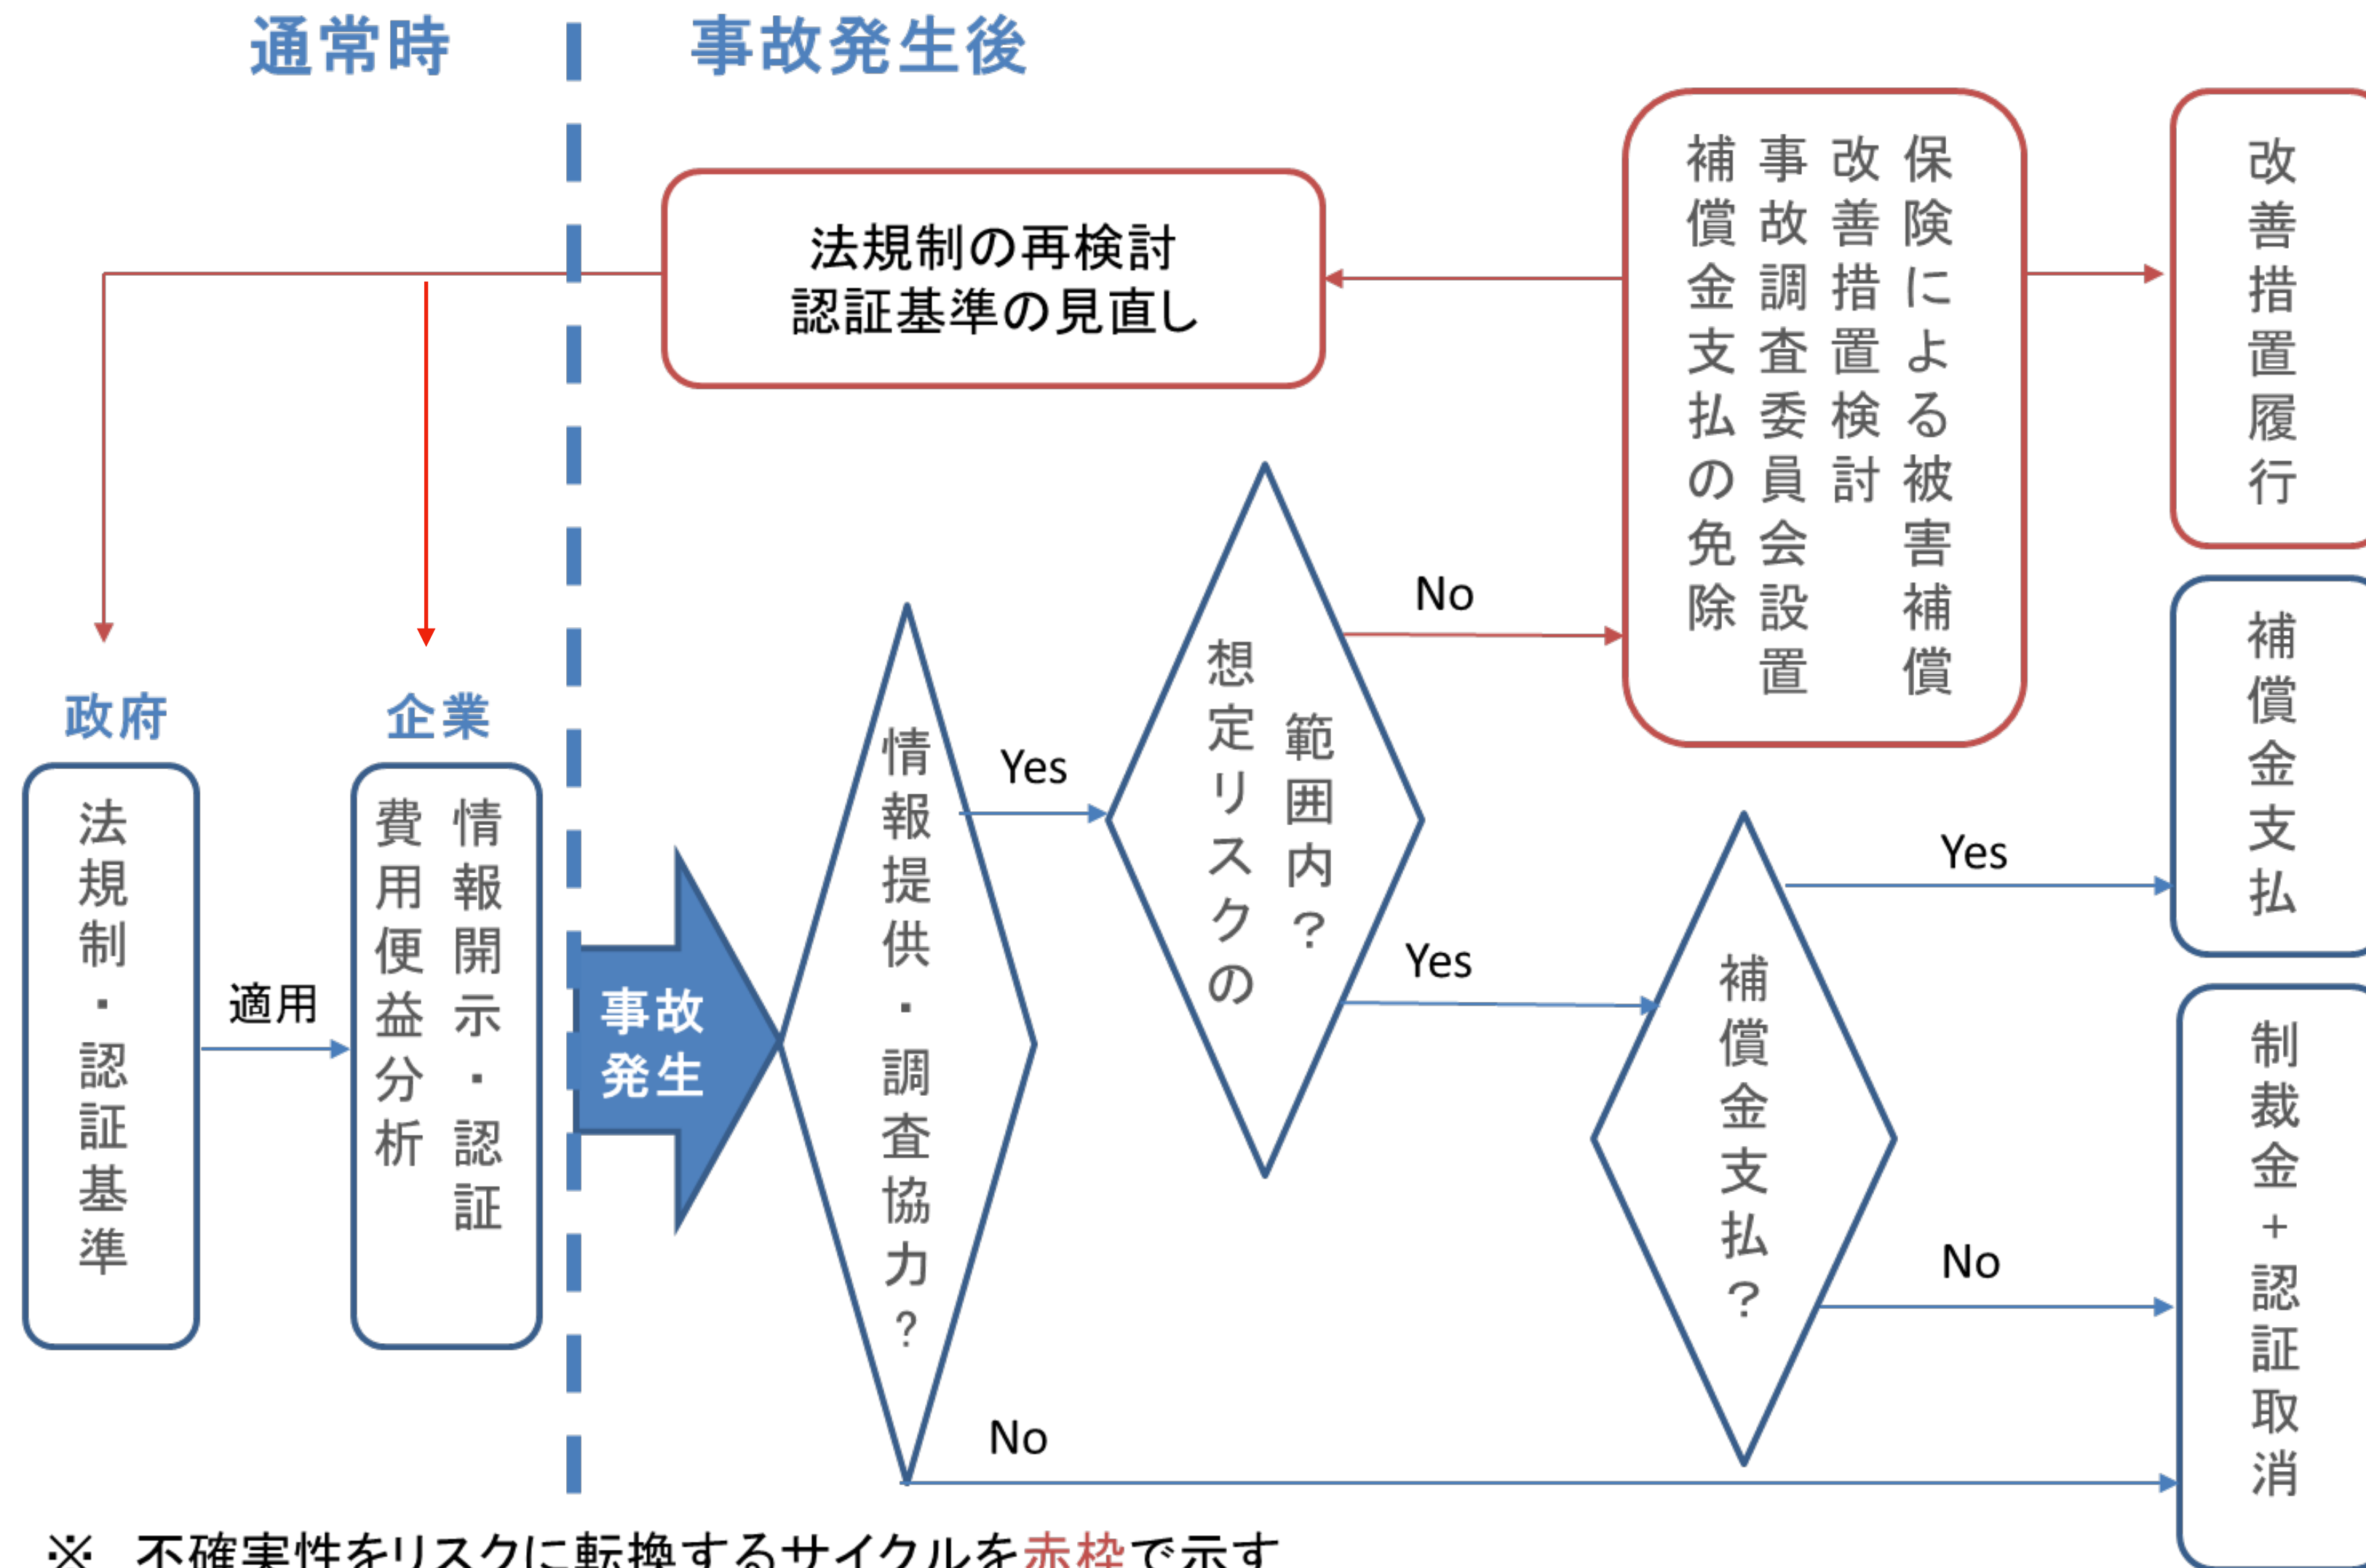 通常時
事故発生後
法規制の再検討
認証基準の見直し
保険による被害補償
改善措置検討
事故調査委員会設置
補償金支払の免除
改善措置履行
政府
企業
法規制・認証基準
適用
情報開示・認証
費用便益分析
事故
発生
情報提供・調査協力?
Yes
No
想定リスクの
範囲内?
No
Yes
補償金支払?
Yes
No
補償金支払
制裁金+認証取消
※ 不確実性をリスクに転換するサイクルを赤枠で示す